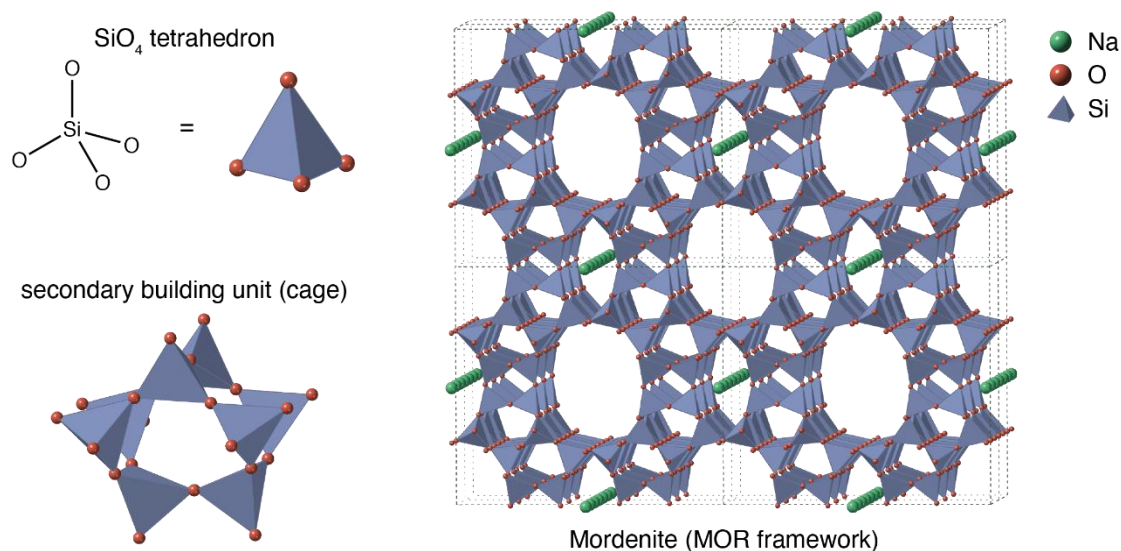 SiO4 tetrahedron
O
Si
O
O
O
=
secondary building unit (cage)
Na
O
Si
Mordenite (MOR framework)